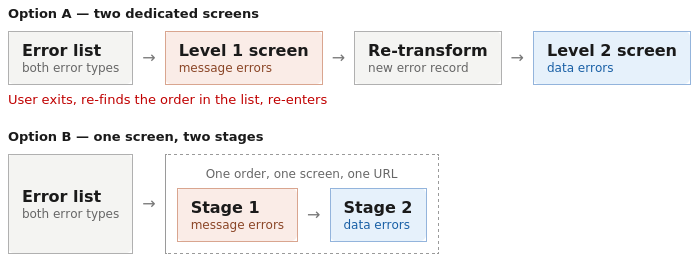 Option A — two dedicated screens
Error list
both error types
→
Level 1 screen
message errors
→
Re-transform
new error record
→
Level 2 screen
data errors
User exits, re-finds the order in the list, re-enters
Option B — one screen, two stages
Error list
both error types
→
One order, one screen, one URL
Stage 1
message errors
→
Stage 2
data errors